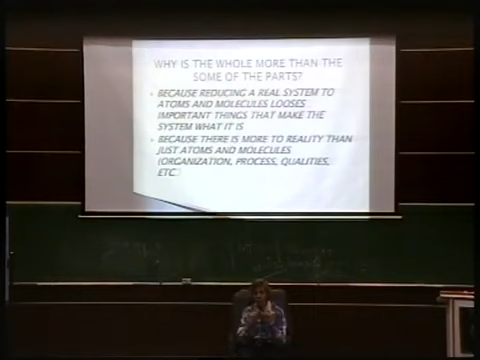 WHY IS THE WHOLE MORE THAN THE
SOME OF THE PARTS?
BECAUSE REDUCING A REAL SYSTEM TO
ATOMS AND MOLECULES LOOSES
IMPORTANT THINGS THAT MAKE THE
SYSTEM WHAT IT IS
BECAUSE THERE IS MORE TO REALITY THAN
JUST ATOMS AND MOLECULES
(ORGANIZATION, PROCESS, QUALITIES,
ETC.)